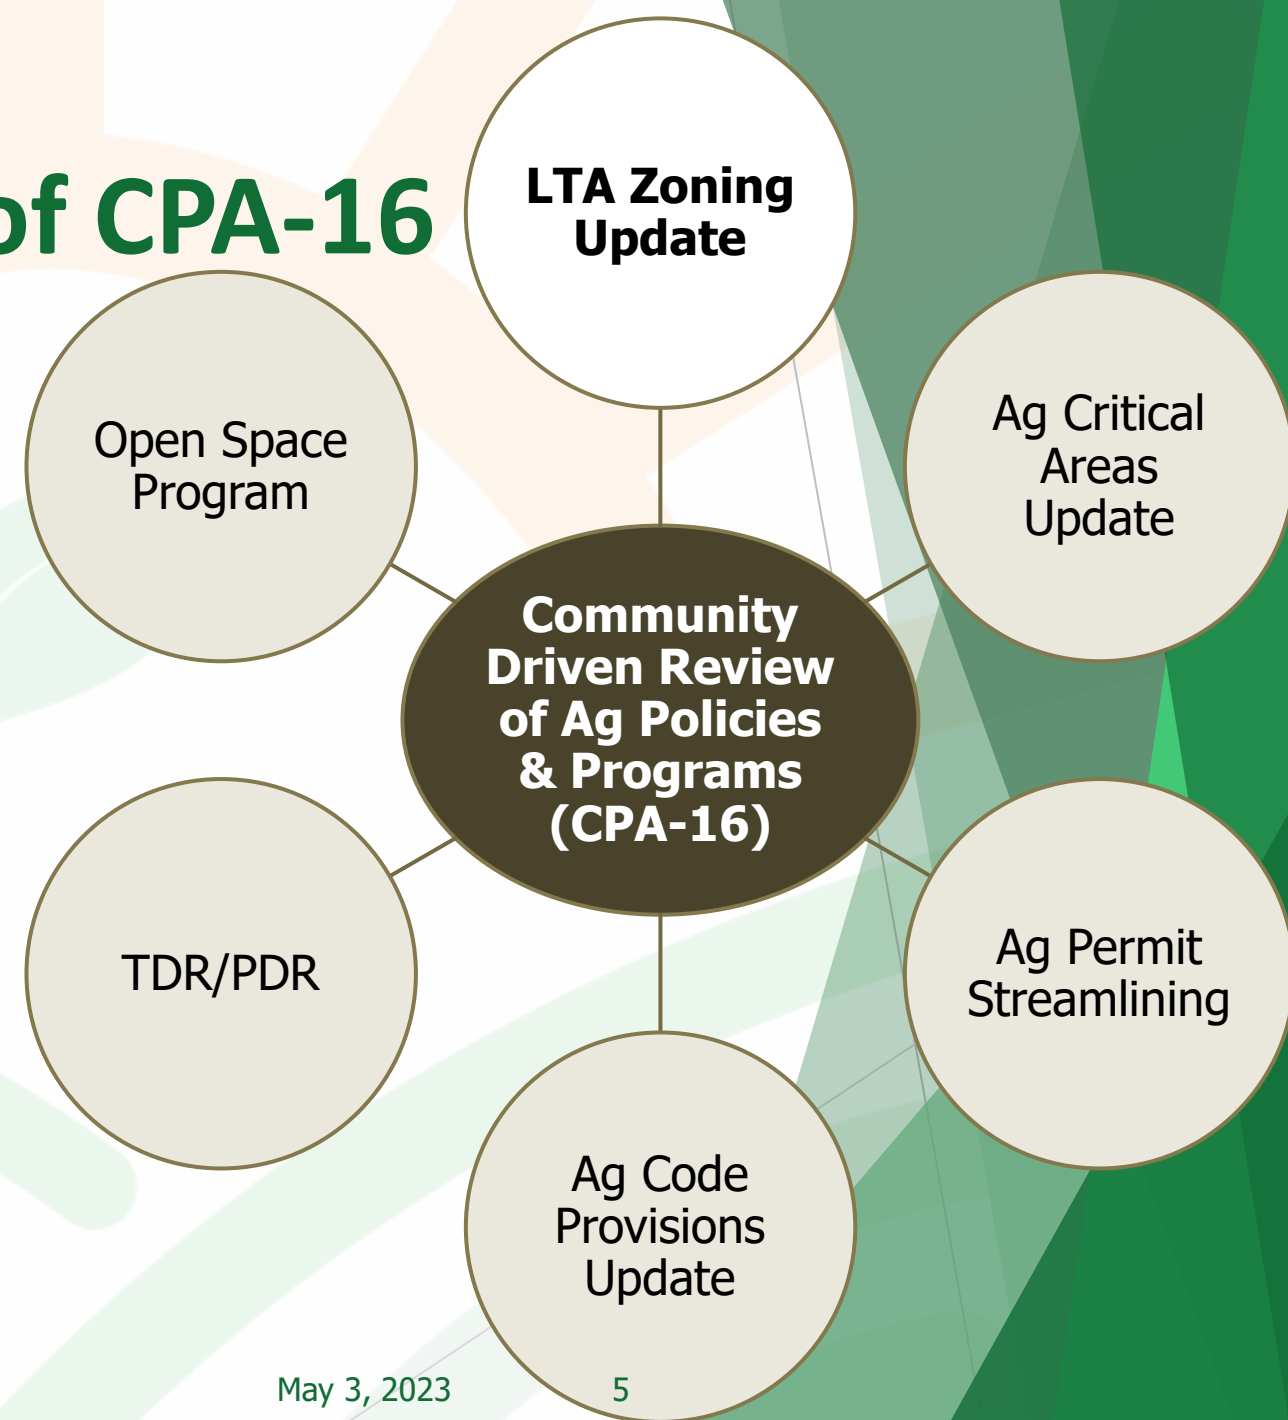 of CPA-16
LTA Zoning
Update
Ag Critical
Areas
Update
Ag Permit
Streamlining
Ag Code
Provisions
Update
TDR/PDR
Open Space
Program
Community
Driven Review
of Ag Policies
& Programs
(CPA-16)
May 3, 2023
5